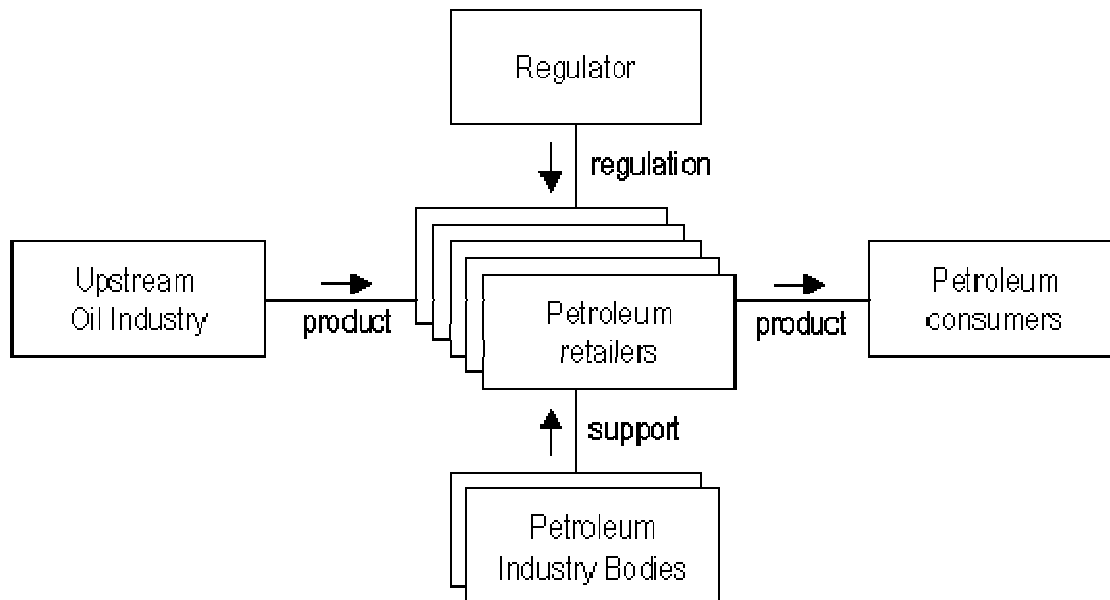 Regulator
regulation
Upstream
Oil Industry
product
Petroleum
retailers
product
Petroleum
consumers
support
Petroleum
Industry Bodies